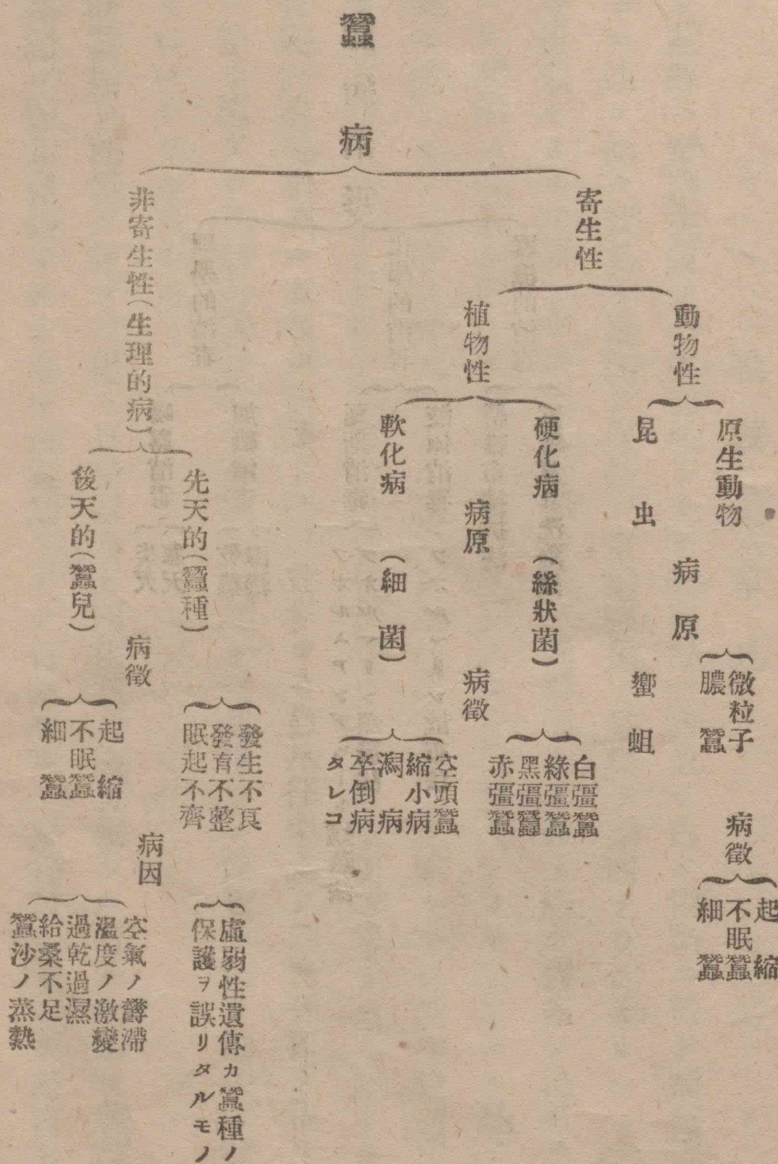 蠶病
寄生性
動物性
原生動物
病原
微粒子
膿蠶
病徵
起縮
不眠蠶
細蠶
昆虫
蠁蛆
植物性
硬化病(絲狀菌)
病原
病徵
白彊蠶
綠彊蠶
黑彊蠶
赤彊蠶
軟化病(細菌)
空頭蠶
縮小病
瀉病
卒倒病
タレコ
非寄生性(生理的病)
先天的(蠶種)
病徵
發生不良
發育不整
眠起不齊
病因
虛弱性遺傳カ蠶種ノ
保護ヲ誤リタルモノ
後天的(蠶兒)
起縮
不眠蠶
細蠶
空氣ノ欝滯
溫度ノ激變
過乾過濕
給桑不足
蠶沙ノ蒸熱